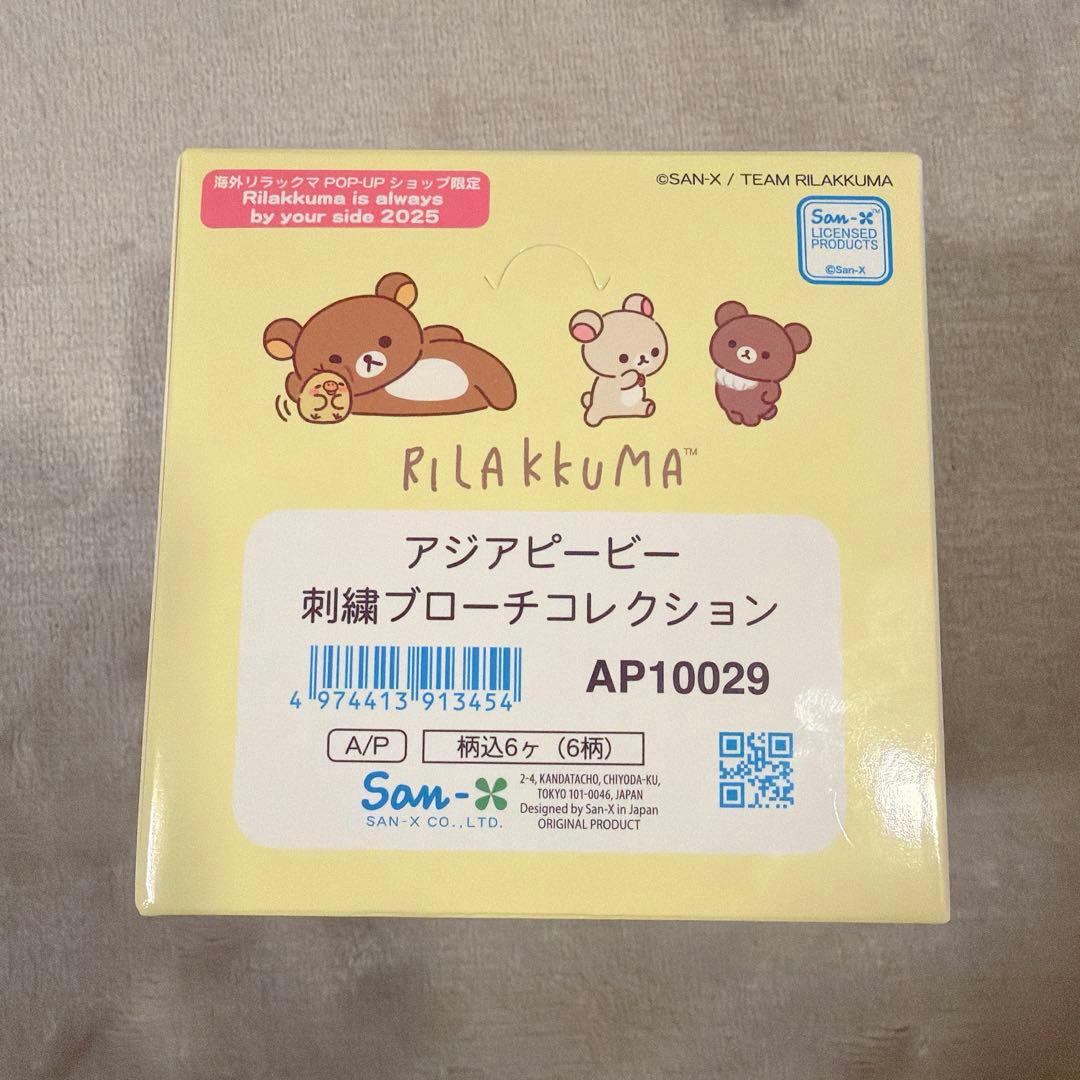 海外リラックマ POP-UP ショップ限定
Rilakkuma is always
by your side 2025
©SAN-X / TEAM RILAKKUMA
San-X™
LICENSED
PRODUCTS
©San-X
RILAKKUMA™
アジアピービー
刺繍ブローチコレクション
4 974413 913454
AP10029
A/P
柄込6ヶ (6柄)
San-X
SAN-X CO.,LTD.
2-4, KANDATACHO, CHIYODA-KU,
TOKYO 101-0046, JAPAN
Designed by San-X in Japan
ORIGINAL PRODUCT